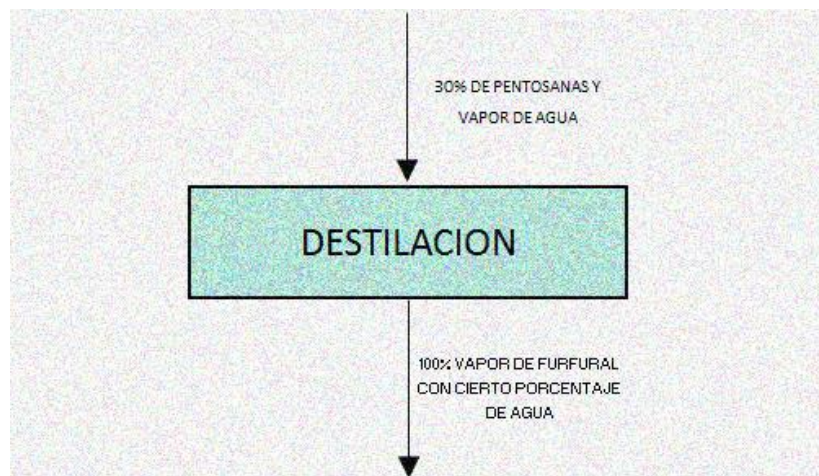 30% DE PENTOSANAS Y
VAPOR DE AGUA
DESTILACION
100% VAPOR DE FURFURAL
CON CIERTO PORCENTAJE
DE AGUA